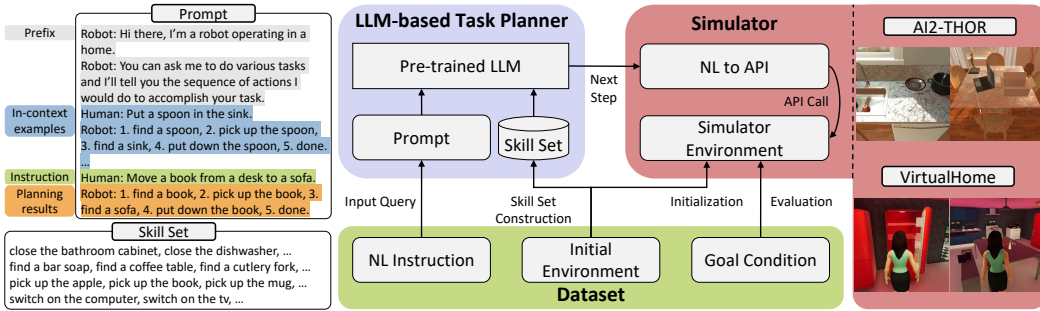 Prompt
Prefix
Robot: Hi there, I'm a robot operating in a
home.
Robot: You can ask me to do various tasks
and I'll tell you the sequence of actions I
would do to accomplish your task.
In-context
examples
Human: Put a spoon in the sink.
Robot: 1. find a spoon, 2. pick up the spoon,
3. find a sink, 4. put down the spoon, 5. done.
...
Instruction
Human: Move a book from a desk to a sofa.
Planning
results
Robot: 1. find a book, 2. pick up the book, 3.
find a sofa, 4. put down the book, 5. done.
Skill Set
close the bathroom cabinet, close the dishwasher, ...
find a bar soap, find a coffee table, find a cutlery fork, ...
pick up the apple, pick up the book, pick up the mug, ...
switch on the computer, switch on the tv, ...
LLM-based Task Planner
Pre-trained LLM
Prompt
Skill Set
Next
Step
Input Query
Skill Set
Construction
Simulator
NL to API
API Call
Simulator
Environment
Initialization
Evaluation
NL Instruction
Initial
Environment
Goal Condition
Dataset
AI2-THOR
VirtualHome